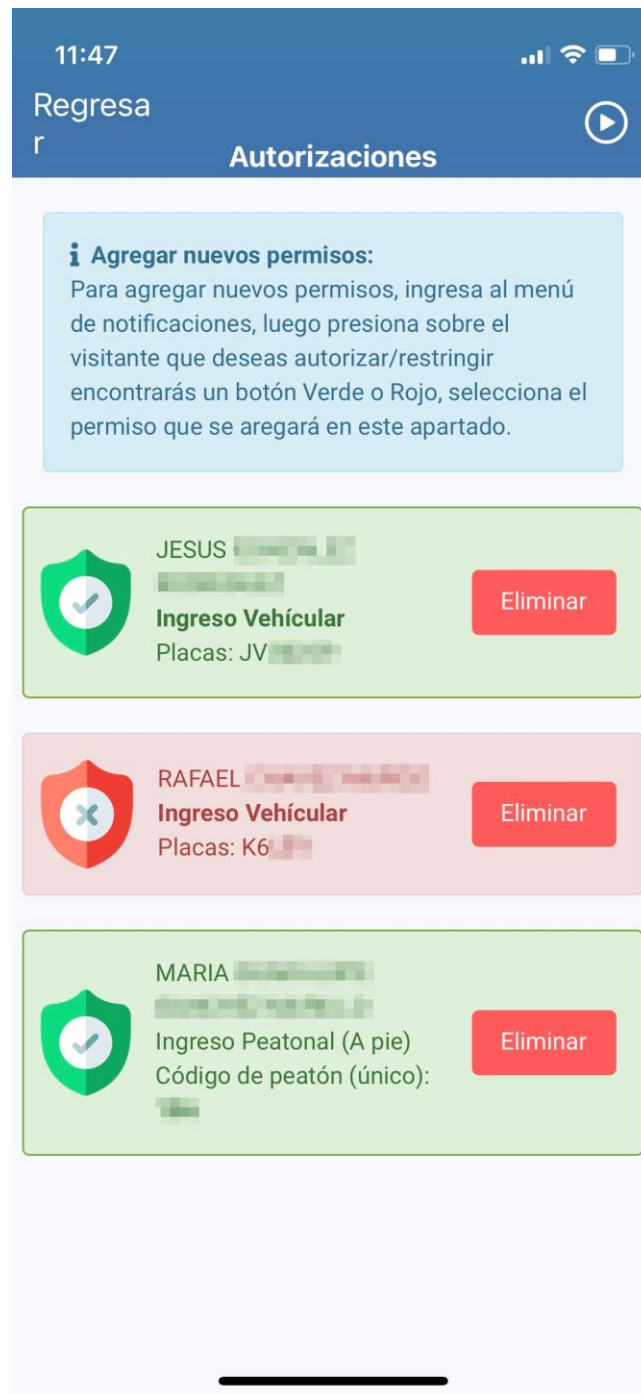 11:47
Regresa
r
Autorizaciones
Agregar nuevos permisos:
Para agregar nuevos permisos, ingresa al menú
de notificaciones, luego presiona sobre el
visitante que deseas autorizar/restringir
encontrarás un botón Verde o Rojo, selecciona el
permiso que se aregará en este apartado.
JESUS
Ingreso Vehícular
Placas: JV
Eliminar
RAFAEL
Ingreso Vehícular
Placas: K6
Eliminar
MARIA
Ingreso Peatonal (A pie)
Código de peatón (único):
Eliminar